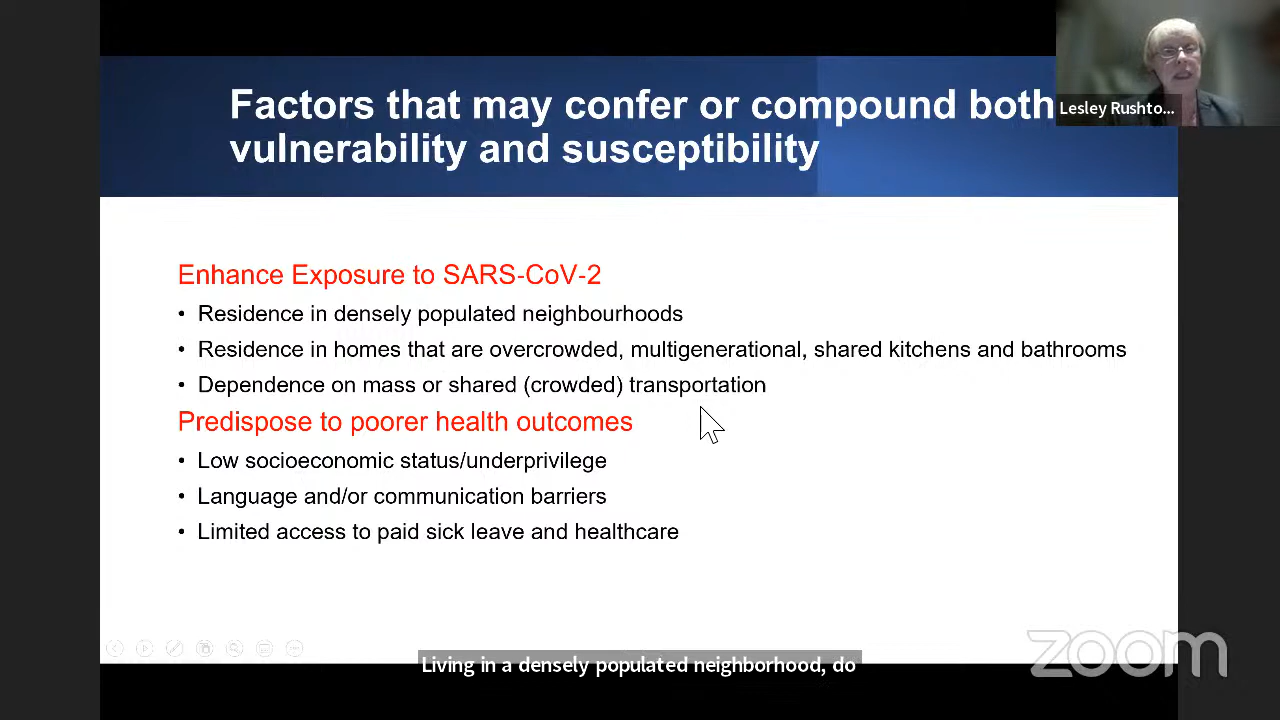 Factors that may confer or compound both
vulnerability and susceptibility
Lesley Rushto...
Enhance Exposure to SARS-CoV-2
• Residence in densely populated neighbourhoods
• Residence in homes that are overcrowded, multigenerational, shared kitchens and bathrooms
• Dependence on mass or shared (crowded) transportation
Predispose to poorer health outcomes
• Low socioeconomic status/underprivilege
• Language and/or communication barriers
• Limited access to paid sick leave and healthcare
zoom
Living in a densely populated neighborhood, do